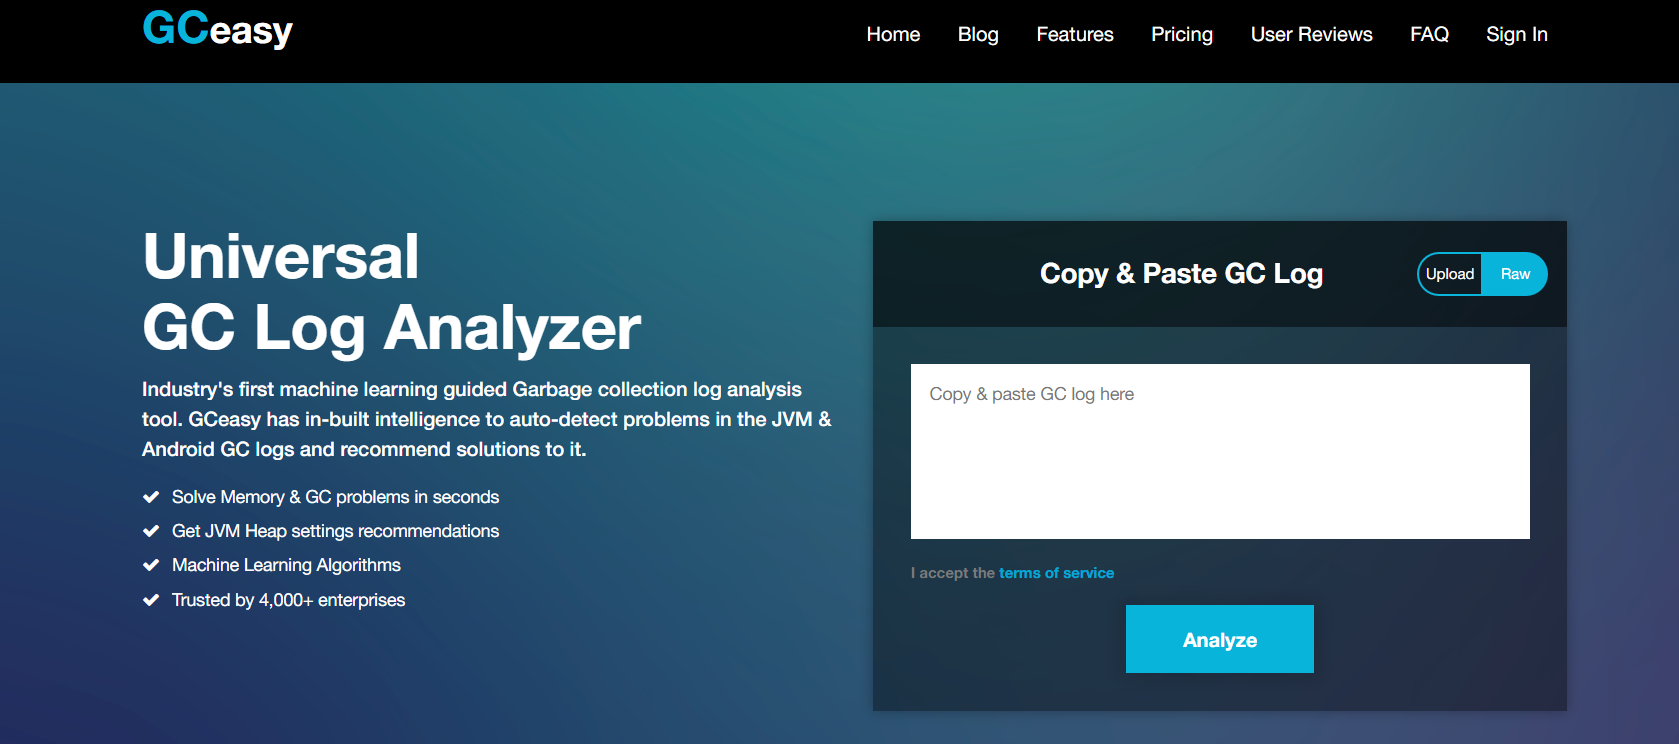 GCeasy
Home Blog Features Pricing User Reviews FAQ Sign In
Universal
GC Log Analyzer
Industry's first machine learning guided Garbage collection log analysis
tool. GCeasy has in-built intelligence to auto-detect problems in the JVM &
Android GC logs and recommend solutions to it.
Solve Memory & GC problems in seconds
Get JVM Heap settings recommendations
Machine Learning Algorithms
Trusted by 4,000+ enterprises
Copy & Paste GC Log
Upload Raw
Copy & paste GC log here
I accept the terms of service
Analyze